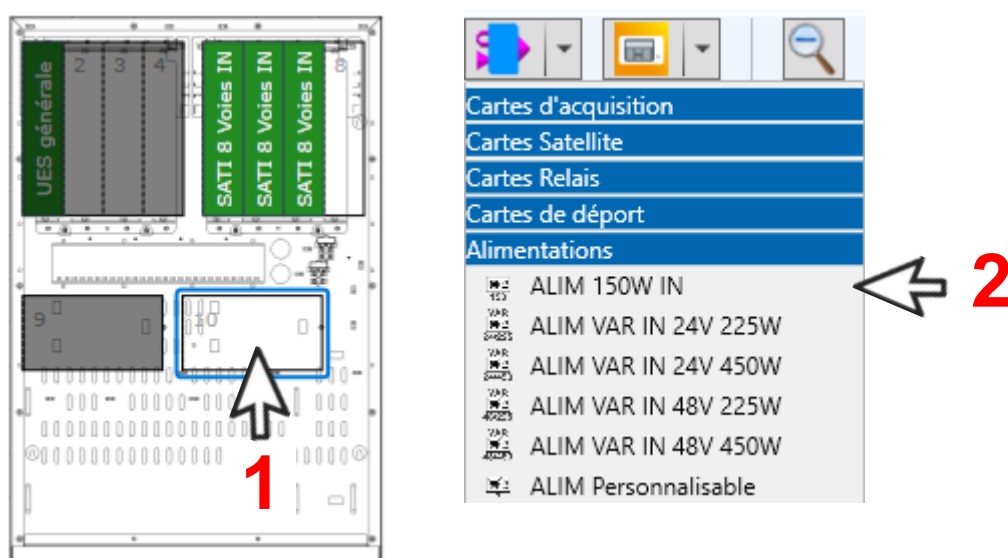 UES générale
2
3
4
SATI 8 Voies IN
SATI 8 Voies IN
SATI 8 Voies IN
8
9
10
1
Cartes d'acquisition
Cartes Satellite
Cartes Relais
Cartes de déport
Alimentations
ALIM 150W IN
ALIM VAR IN 24V 225W
ALIM VAR IN 24V 450W
ALIM VAR IN 48V 225W
ALIM VAR IN 48V 450W
ALIM Personnalisable
2